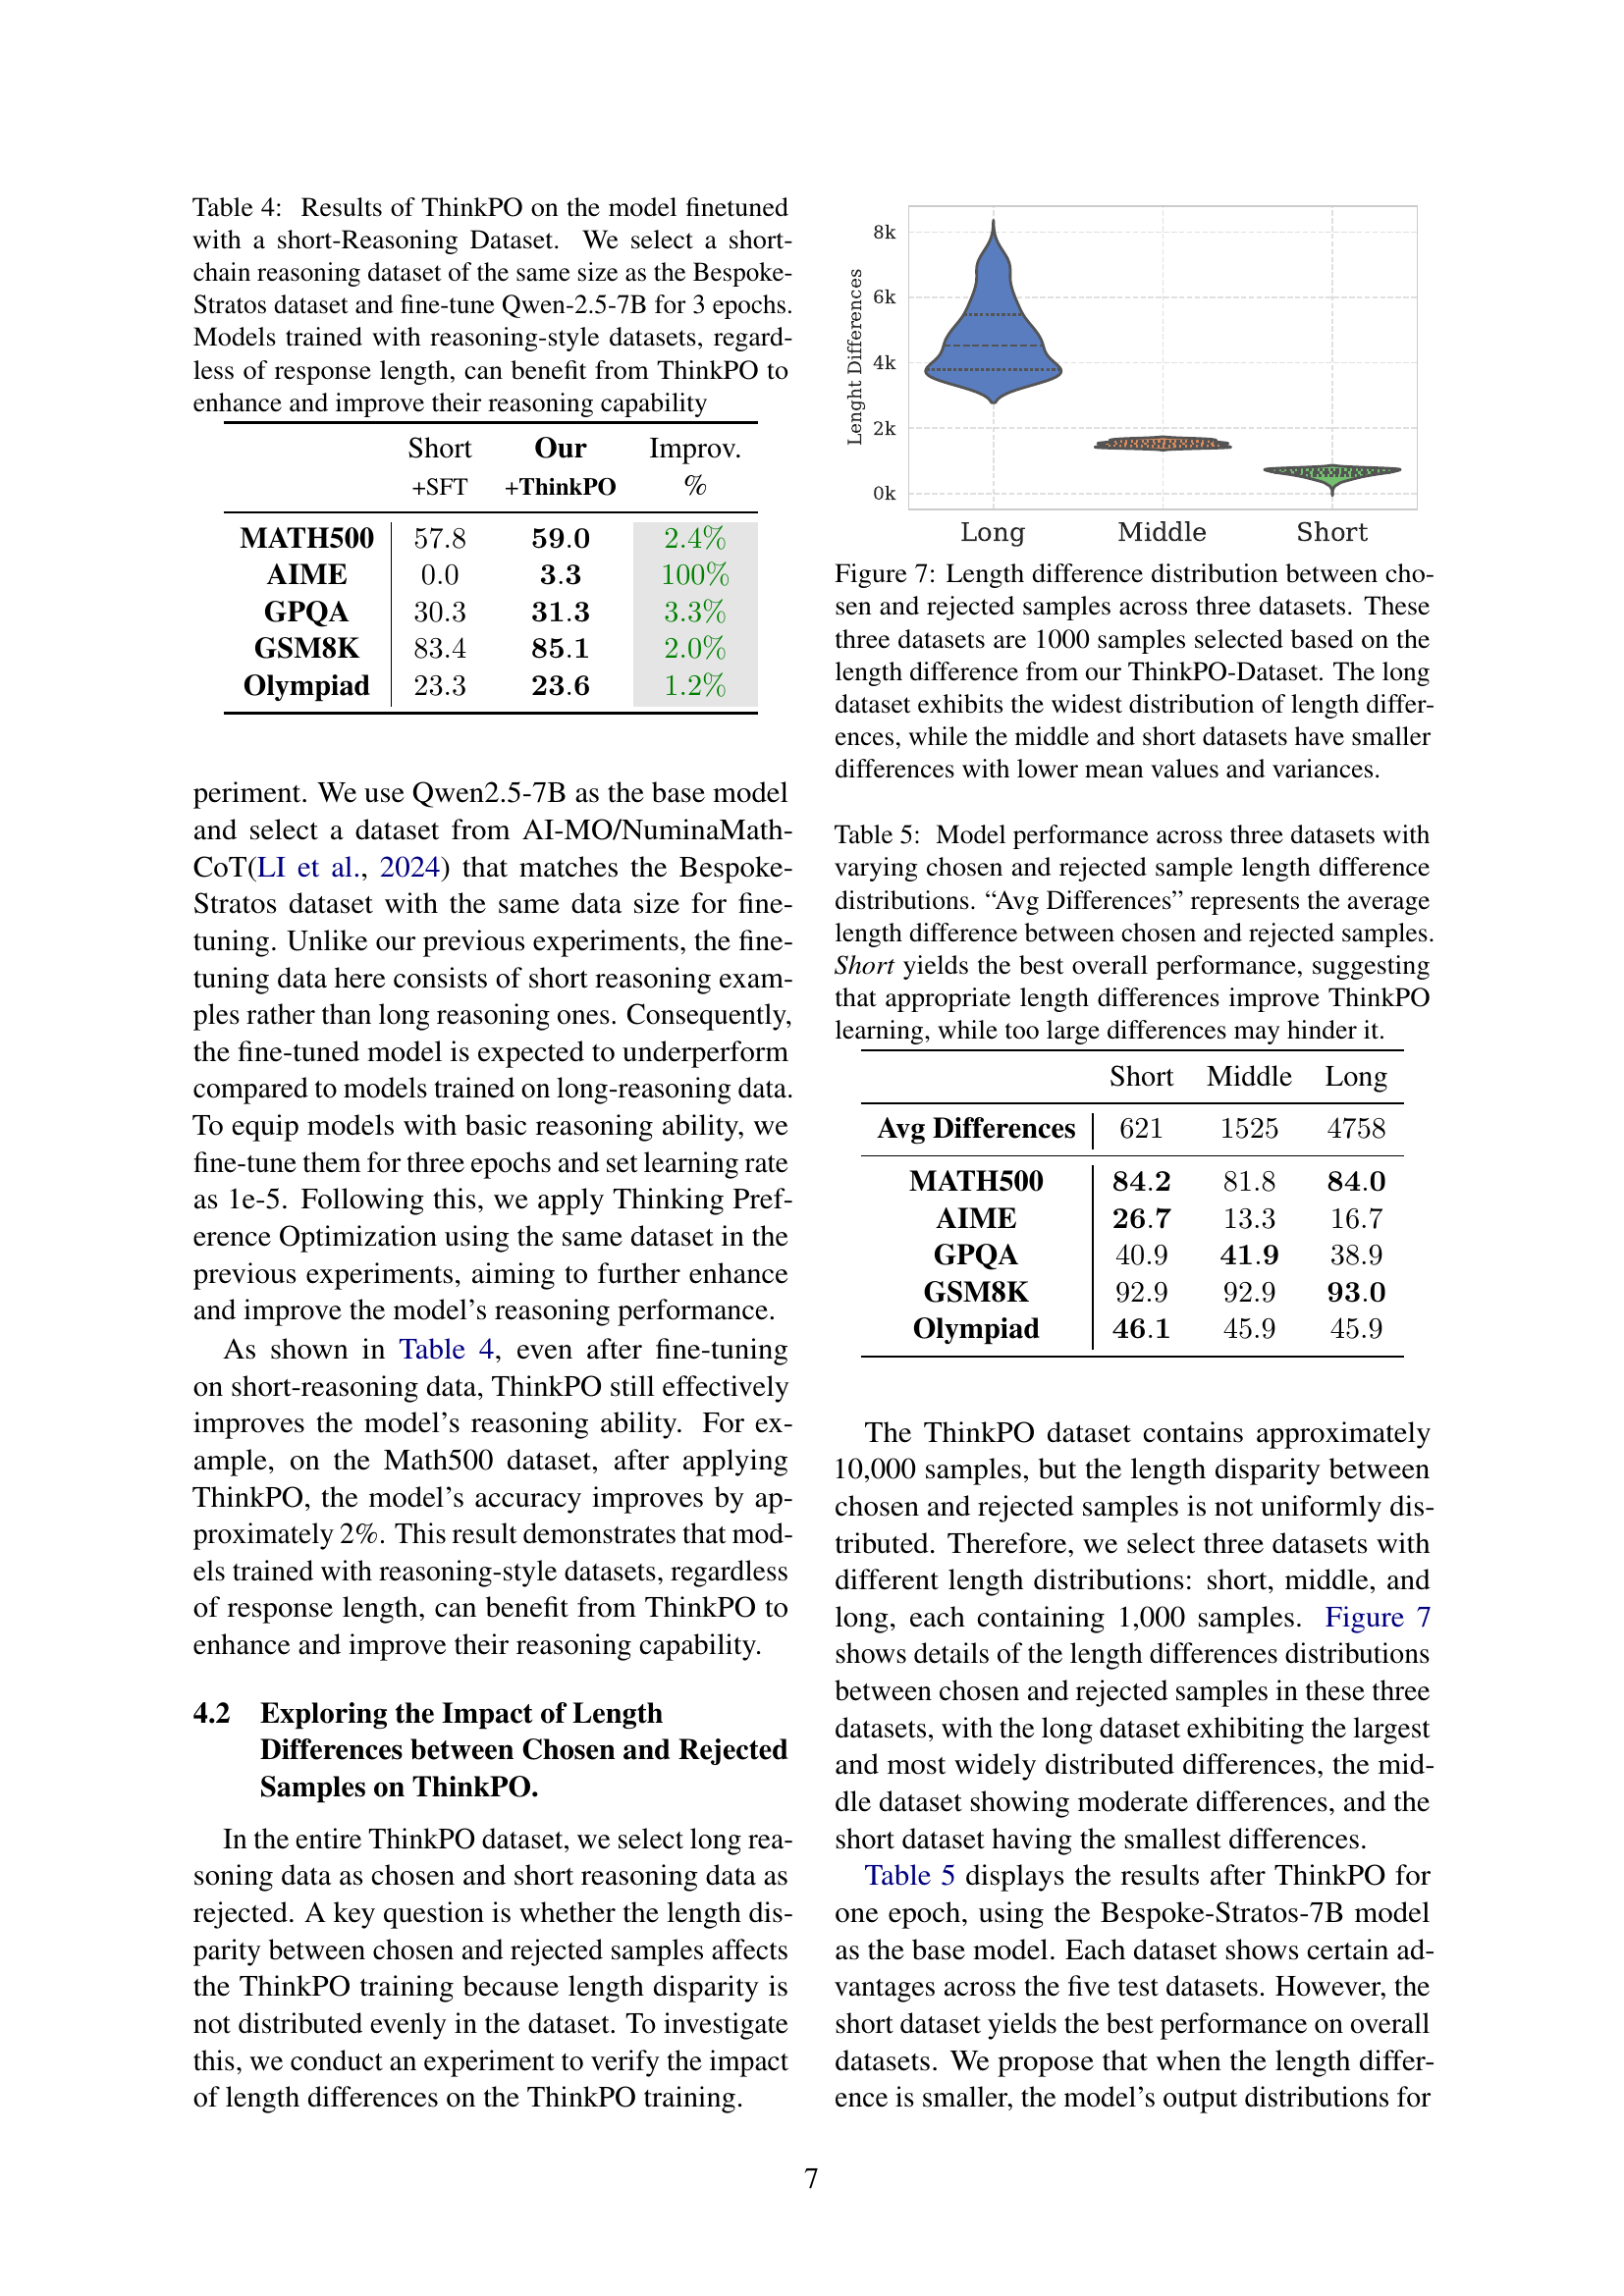 Table 4: Results of ThinkPO on the model finetuned
with a short-Reasoning Dataset. We select a short-
chain reasoning dataset of the same size as the Bespoke-
Stratos dataset and fine-tune Qwen-2.5-7B for 3 epochs.
Models trained with reasoning-style datasets, regard-
less of response length, can benefit from ThinkPO to
enhance and improve their reasoning capability
Short Our Improv.
+SFT +ThinkPO %
MATH500 57.8 59.0 2.4%
AIME 0.0 3.3 100%
GPQA 30.3 31.3 3.3%
GSM8K 83.4 85.1 2.0%
Olympiad 23.3 23.6 1.2%
periment. We use Qwen2.5-7B as the base model
and select a dataset from AI-MO/NuminaMath-
CoT(LI et al., 2024) that matches the Bespoke-
Stratos dataset with the same data size for fine-
tuning. Unlike our previous experiments, the fine-
tuning data here consists of short reasoning exam-
ples rather than long reasoning ones. Consequently,
the fine-tuned model is expected to underperform
compared to models trained on long-reasoning data.
To equip models with basic reasoning ability, we
fine-tune them for three epochs and set learning rate
as 1e-5. Following this, we apply Thinking Pref-
erence Optimization using the same dataset in the
previous experiments, aiming to further enhance
and improve the model's reasoning performance.
As shown in Table 4, even after fine-tuning
on short-reasoning data, ThinkPO still effectively
improves the model's reasoning ability. For ex-
ample, on the Math500 dataset, after applying
ThinkPO, the model's accuracy improves by ap-
proximately 2%. This result demonstrates that mod-
els trained with reasoning-style datasets, regardless
of response length, can benefit from ThinkPO to
enhance and improve their reasoning capability.
4.2 Exploring the Impact of Length
Differences between Chosen and Rejected
Samples on ThinkPO.
In the entire ThinkPO dataset, we select long rea-
soning data as chosen and short reasoning data as
rejected. A key question is whether the length dis-
parity between chosen and rejected samples affects
the ThinkPO training because length disparity is
not distributed evenly in the dataset. To investigate
this, we conduct an experiment to verify the impact
of length differences on the ThinkPO training.
Lenght Differences
8k
6k
4k
2k
0k
Long Middle Short
Figure 7: Length difference distribution between cho-
sen and rejected samples across three datasets. These
three datasets are 1000 samples selected based on the
length difference from our ThinkPO-Dataset. The long
dataset exhibits the widest distribution of length differ-
ences, while the middle and short datasets have smaller
differences with lower mean values and variances.
Table 5: Model performance across three datasets with
varying chosen and rejected sample length difference
distributions. "Avg Differences" represents the average
length difference between chosen and rejected samples.
Short yields the best overall performance, suggesting
that appropriate length differences improve ThinkPO
learning, while too large differences may hinder it.
Short Middle Long
Avg Differences 621 1525 4758
MATH500 84.2 81.8 84.0
AIME 26.7 13.3 16.7
GPQA 40.9 41.9 38.9
GSM8K 92.9 92.9 93.0
Olympiad 46.1 45.9 45.9
The ThinkPO dataset contains approximately
10,000 samples, but the length disparity between
chosen and rejected samples is not uniformly dis-
tributed. Therefore, we select three datasets with
different length distributions: short, middle, and
long, each containing 1,000 samples. Figure 7
shows details of the length differences distributions
between chosen and rejected samples in these three
datasets, with the long dataset exhibiting the largest
and most widely distributed differences, the mid-
dle dataset showing moderate differences, and the
short dataset having the smallest differences.
Table 5 displays the results after ThinkPO for
one epoch, using the Bespoke-Stratos-7B model
as the base model. Each dataset shows certain ad-
vantages across the five test datasets. However, the
short dataset yields the best performance on overall
datasets. We propose that when the length differ-
ence is smaller, the model's output distributions for
7